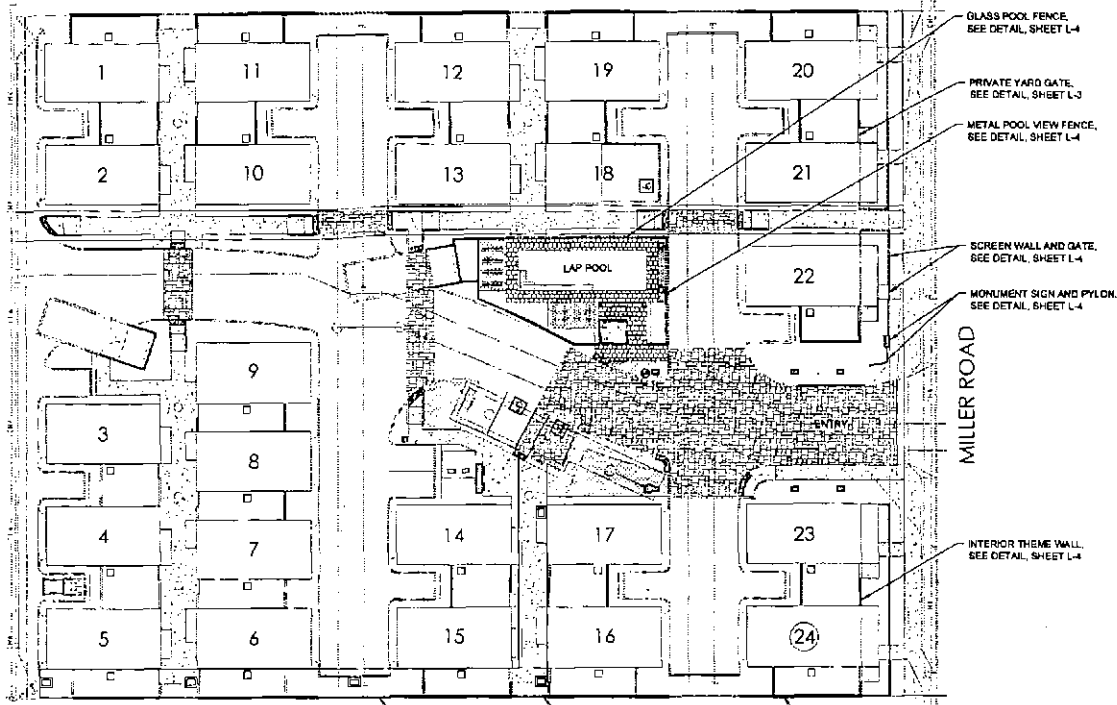 GLASS POOL FENCE,
SEE DETAIL, SHEET L-4
1
11
12
19
20
PRIVATE YARD GATE,
SEE DETAIL, SHEET L-3
METAL POOL VIEW FENCE,
SEE DETAIL, SHEET L-4
2
10
13
18
21
LAP POOL
22
SCREEN WALL AND GATE,
SEE DETAIL, SHEET L-4
MONUMENT SIGN AND PYLON,
SEE DETAIL, SHEET L-4
9
3
8
ENTRY
MILLER ROAD
4
7
14
17
23
INTERIOR THEME WALL,
SEE DETAIL, SHEET L-4
5
6
15
16
24